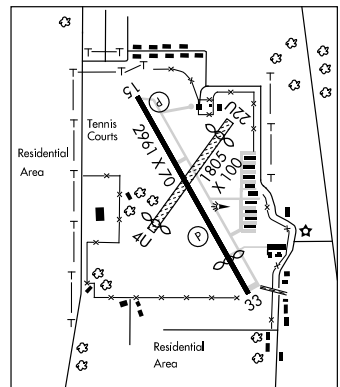 15
P
22U
Tennis
Courts
2961 X 70
1805
X 100
Residential
Area
4U
P
33
Residential
Area